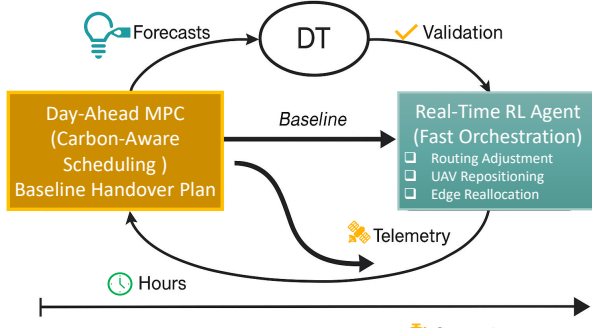 Forecasts
DT
Validation
Day-Ahead MPC
(Carbon-Aware
Scheduling )
Baseline Handover Plan
Baseline
Real-Time RL Agent
(Fast Orchestration)
Routing Adjustment
UAV Repositioning
Edge Reallocation
Telemetry
Hours